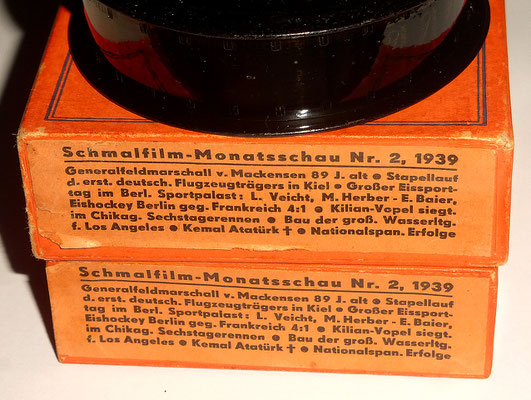 Schmalfilm-Monatsschau Nr. 2, 1939
Generalfeldmarschall v. Mackensen 89 J. alt ● Stapellauf
d. erst. deutsch. Flugzeugträgers in Kiel ● Großer Eissport-
tag im Berl. Sportpalast: L. Veicht, M. Herber - E. Baier,
Eishockey Berlin geg. Frankreich 4:1 ● Kilian-Vopel siegt.
im Chikag. Sechstagerennen ● Bau der groß. Wasserltg.
f. Los Angeles ● Kemal Atatürk † ● Nationalspan. Erfolge
Schmalfilm-Monatsschau Nr. 2, 1939
Generalfeldmarschall v. Mackensen 89 J. alt ● Stapellauf
d. erst. deutsch. Flugzeugträgers in Kiel ● Großer Eissport-
tag im Berl. Sportpalast: L. Veicht, M. Herber - E. Baier,
Eishockey Berlin geg. Frankreich 4:1 ● Kilian-Vopel siegt.
im Chikag. Sechstagerennen ● Bau der groß. Wasserltg.
f. Los Angeles ● Kemal Atatürk † ● Nationalspan. Erfolge